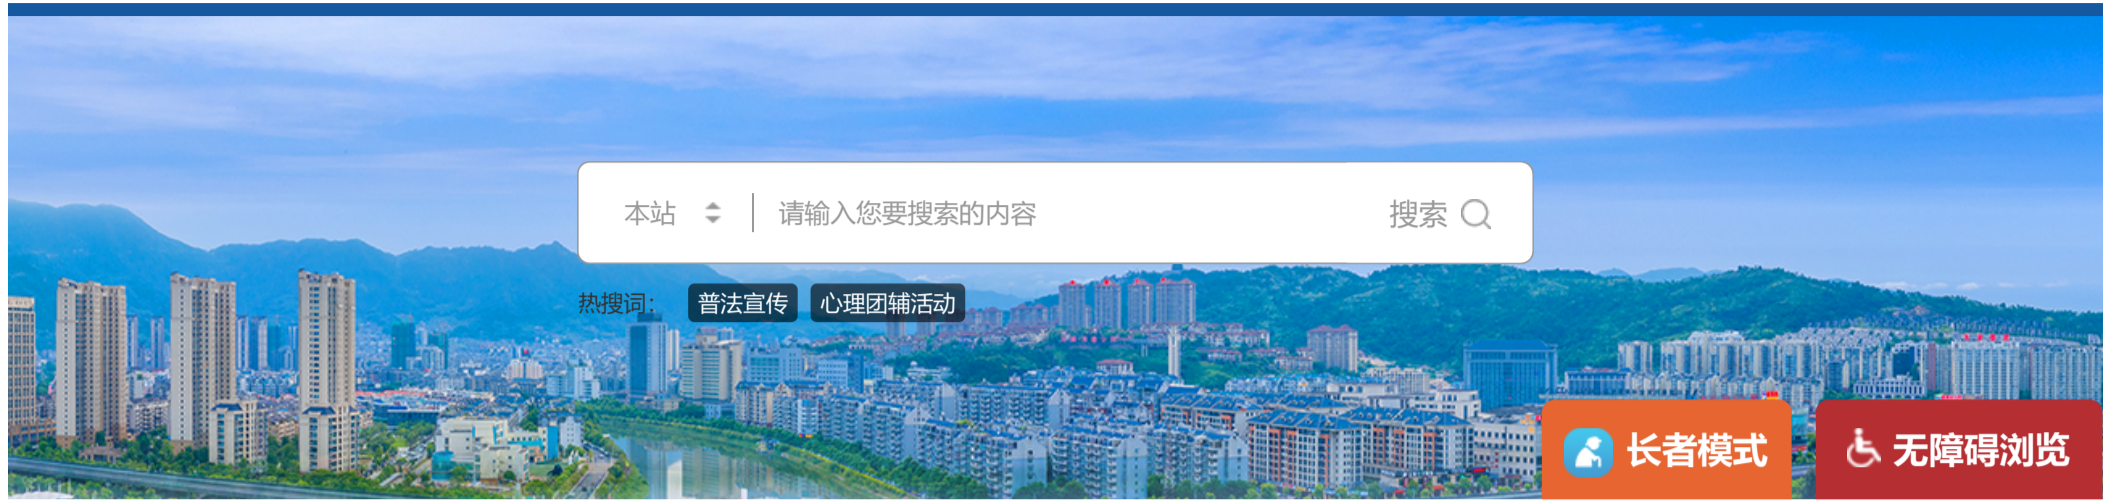 本站 请输入您要搜索的内容 搜索
热搜词： 普法宣传 心理团辅活动
长者模式 无障碍浏览